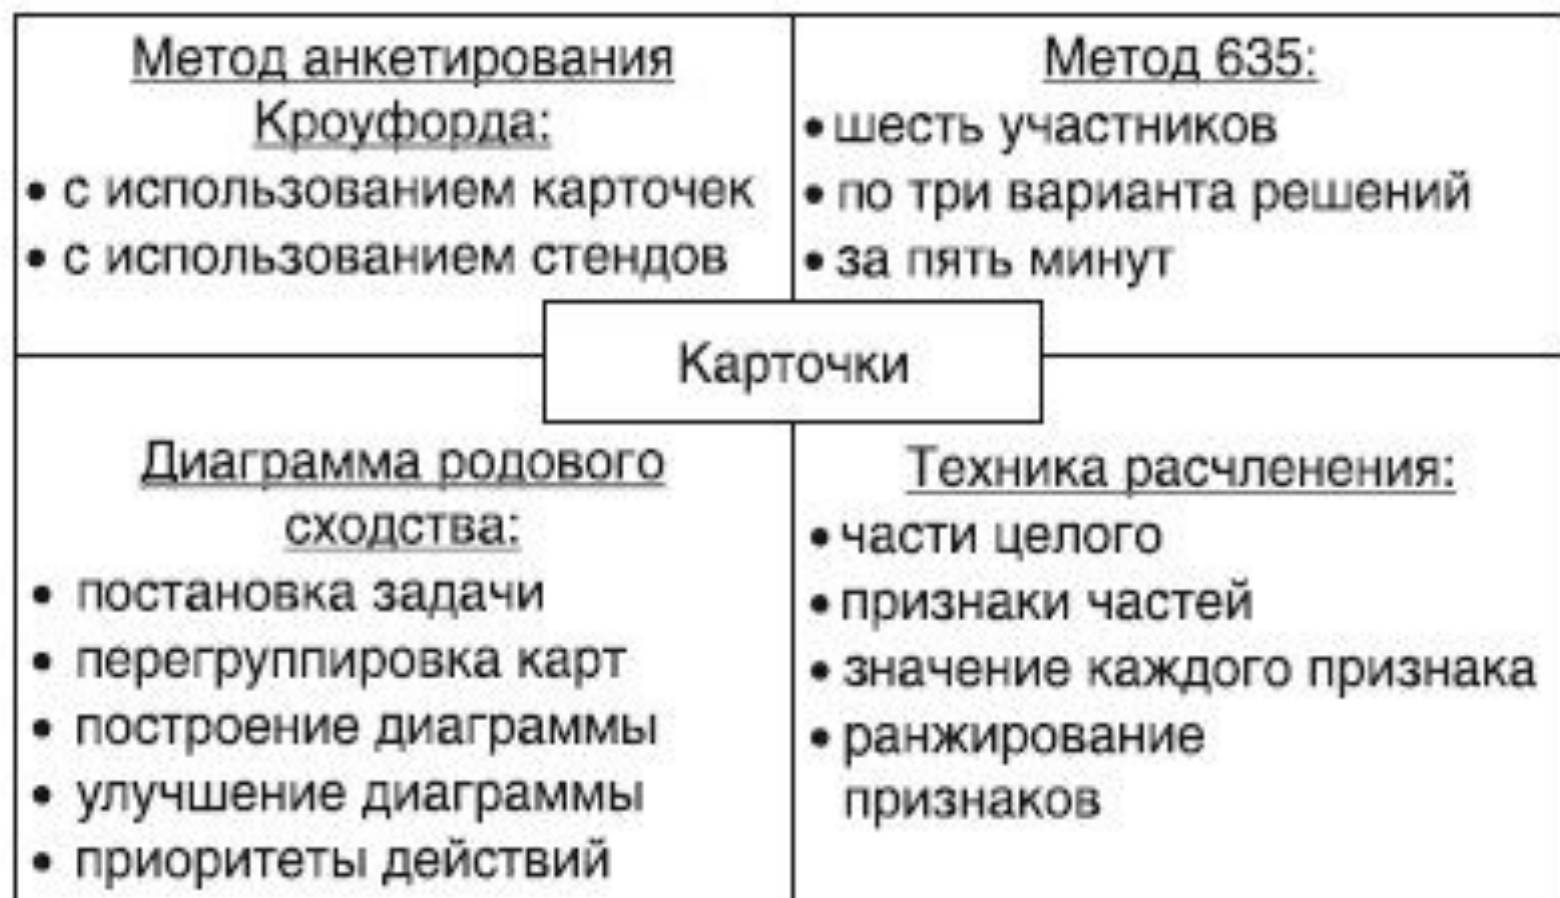 Метод анкетирования
Кроуфорда:
• с использованием карточек
• с использованием стендов
Метод 635:
• шесть участников
• по три варианта решений
• за пять минут
Карточки
Диаграмма родового
сходства:
• постановка задачи
• перегруппировка карт
• построение диаграммы
• улучшение диаграммы
• приоритеты действий
Техника расчленения:
• части целого
• признаки частей
• значение каждого признака
• ранжирование
признаков